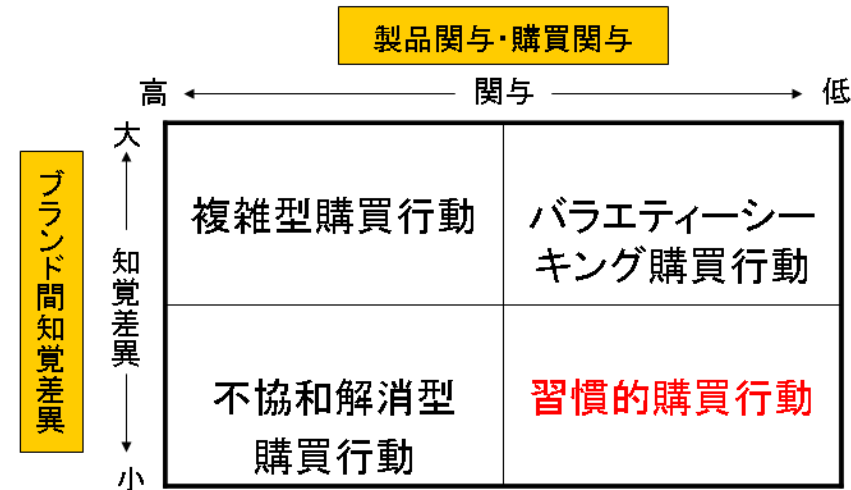 製品関与・購買関与
高
関与
低
大
ブランド間知覚差異
知覚差異
小
複雑型購買行動
バラエティーシー
キング購買行動
不協和解消型
購買行動
習慣的購買行動